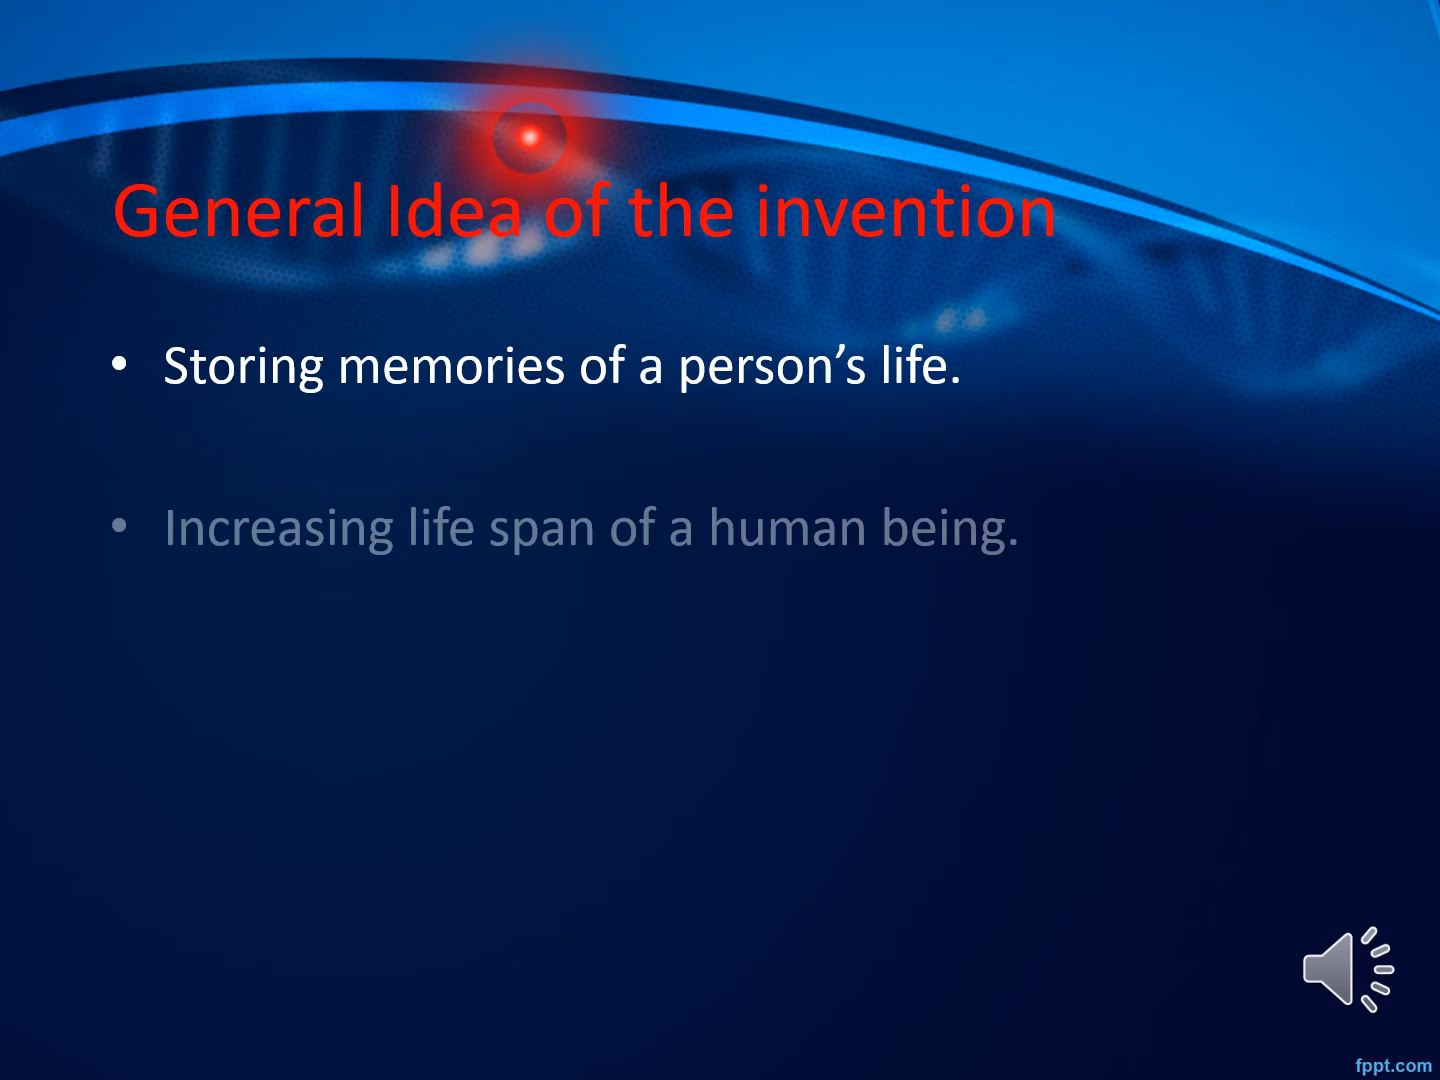 General Idea of the invention
• Storing memories of a person’s life.
• Increasing life span of a human being.
fppt.com